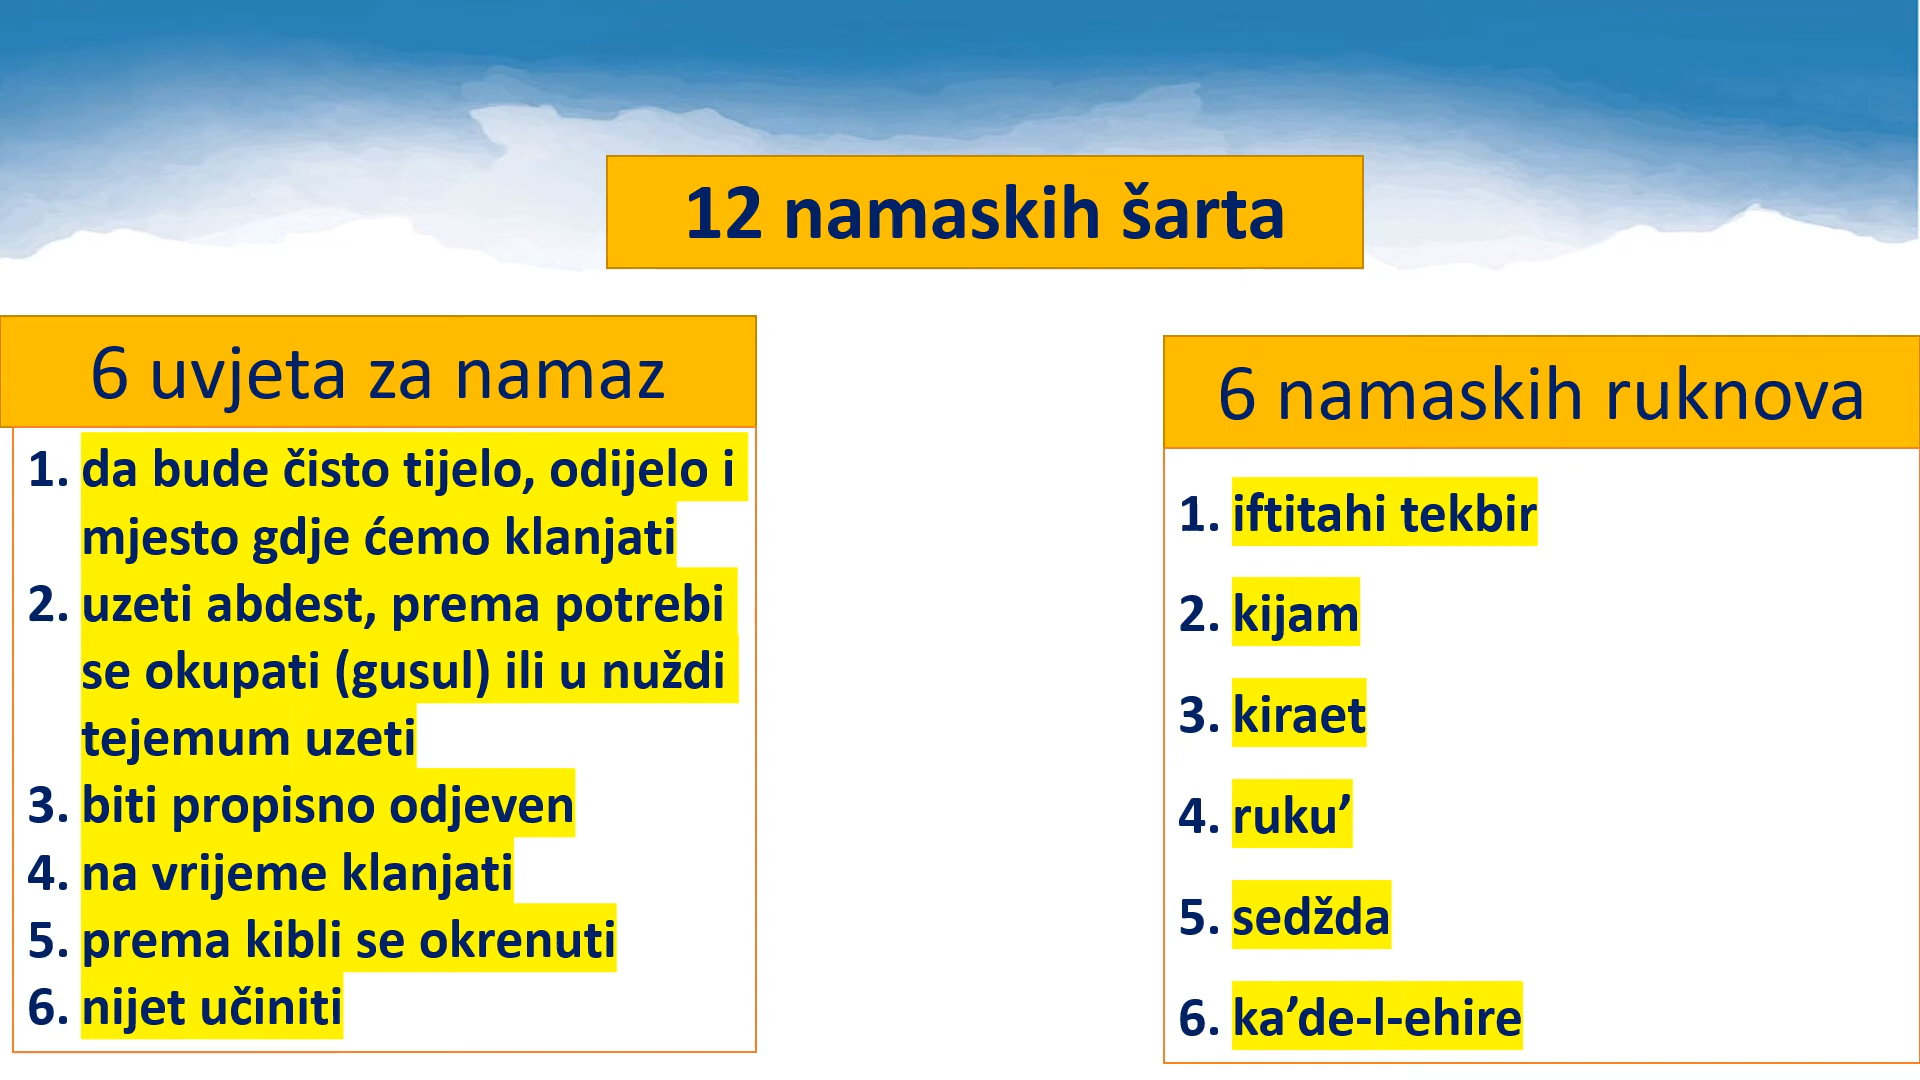 12 namaskih šarta
6 uvjeta za namaz
1. da bude čisto tijelo, odijelo i
mjesto gdje ćemo klanjati
2. uzeti abdest, prema potrebi
se okupati (gusul) ili u nuždi
tejemum uzeti
3. biti propisno odjeven
4. na vrijeme klanjati
5. prema kibli se okrenuti
6. nijet učiniti
6 namaskih ruknova
1. iftitahi tekbir
2. kijam
3. kiraet
4. ruku’
5. sedžda
6. ka’de-l-ehire